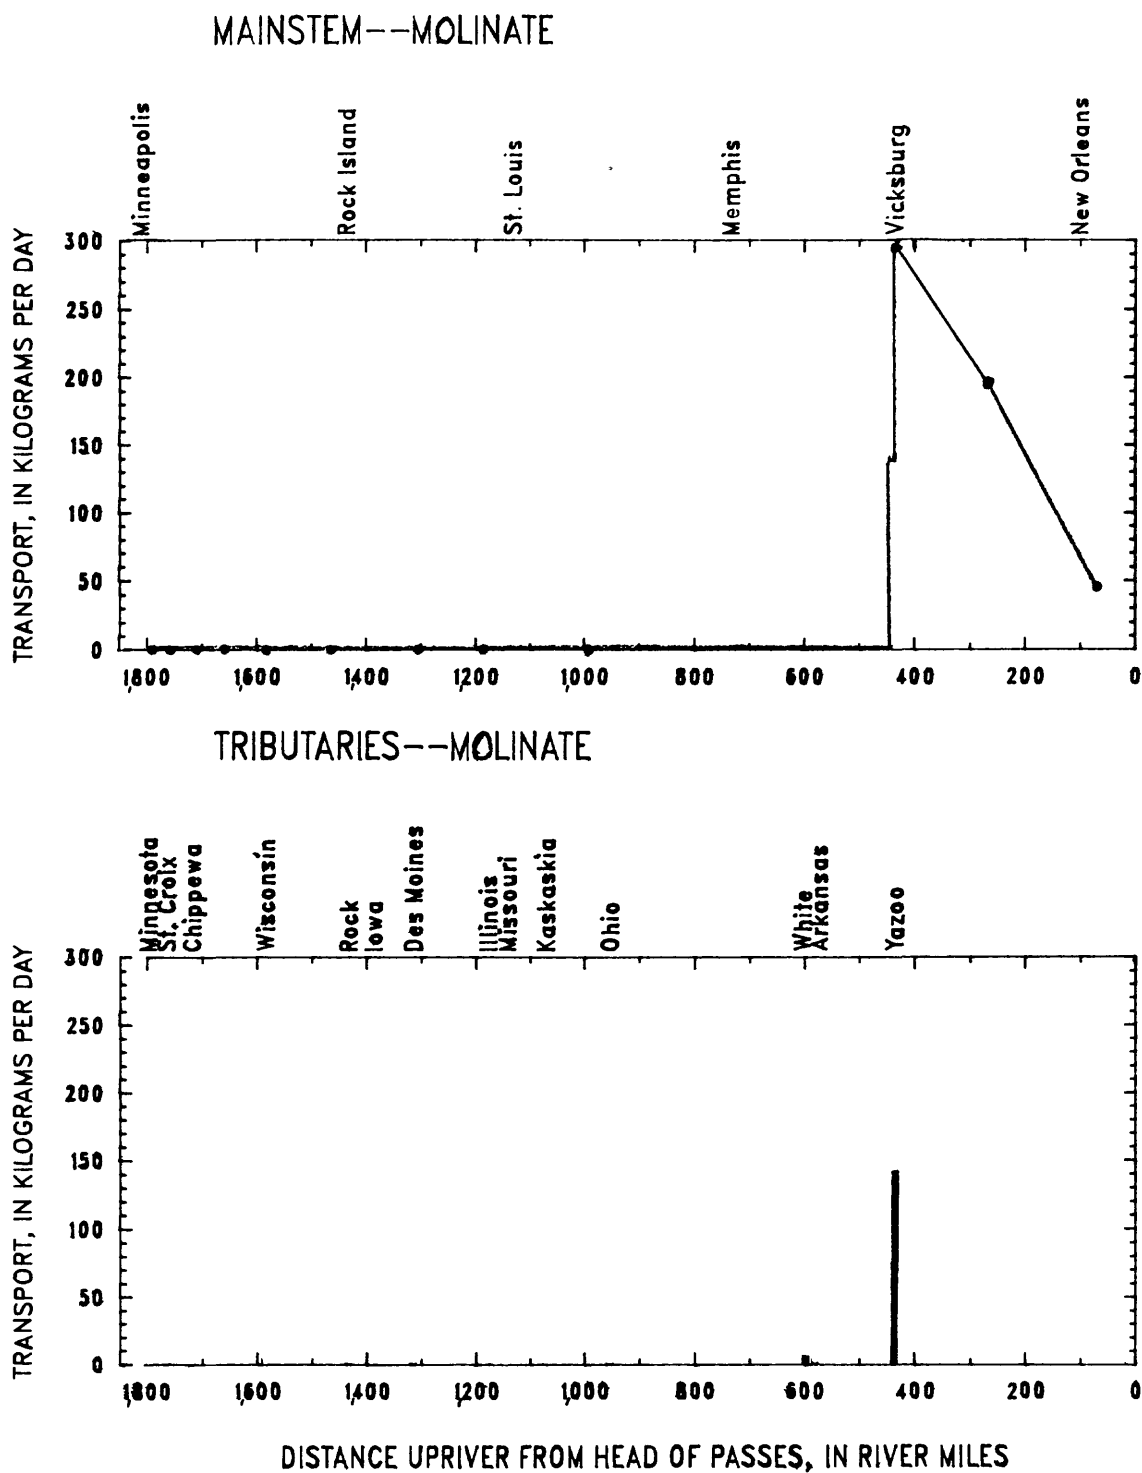 MAINSTEM--MOLINATE
Minneapolis
Rock Island
St. Louis
Memphis
Vicksburg
New Orleans
TRANSPORT, IN KILOGRAMS PER DAY
300
250
200
150
100
50
0
1,800 1,600 1,400 1,200 1,000 800 600 400 200 0
TRIBUTARIES--MOLINATE
Minnesota
St. Croix
Chippewa
Wisconsin
Rock
Iowa
Des Moines
Illinois
Missouri
Kaskaskia
Ohio
White
Arkansas
Yazoo
TRANSPORT, IN KILOGRAMS PER DAY
300
250
200
150
100
50
0
1,800 1,600 1,400 1,200 1,000 800 600 400 200 0
DISTANCE UPRIVER FROM HEAD OF PASSES, IN RIVER MILES